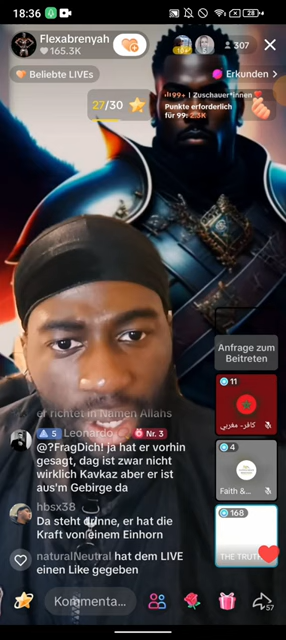 18:36
28
Flexabrenyah
165.3K
307
Beliebte LIVEs
Erkunden >
27/30
99+ | Zuschauer*innen
Punkte erforderlich
für 99: 2.3K
Anfrage zum
Beitreten
11
كافر- مغربي
4
Faith &...
168
THE TRUTH
er richtet in Namen Allahs
5 Leonardo Nr. 3
@?FragDich! ja hat er vorhin
gesagt, dag ist zwar nicht
wirklich Kavkaz aber er ist
aus'm Gebirge da
hbsx38
Da steht drinne, er hat die
Kraft von einem Einhorn
naturalNeutral hat dem LIVE
einen Like gegeben
Kommenta...
57